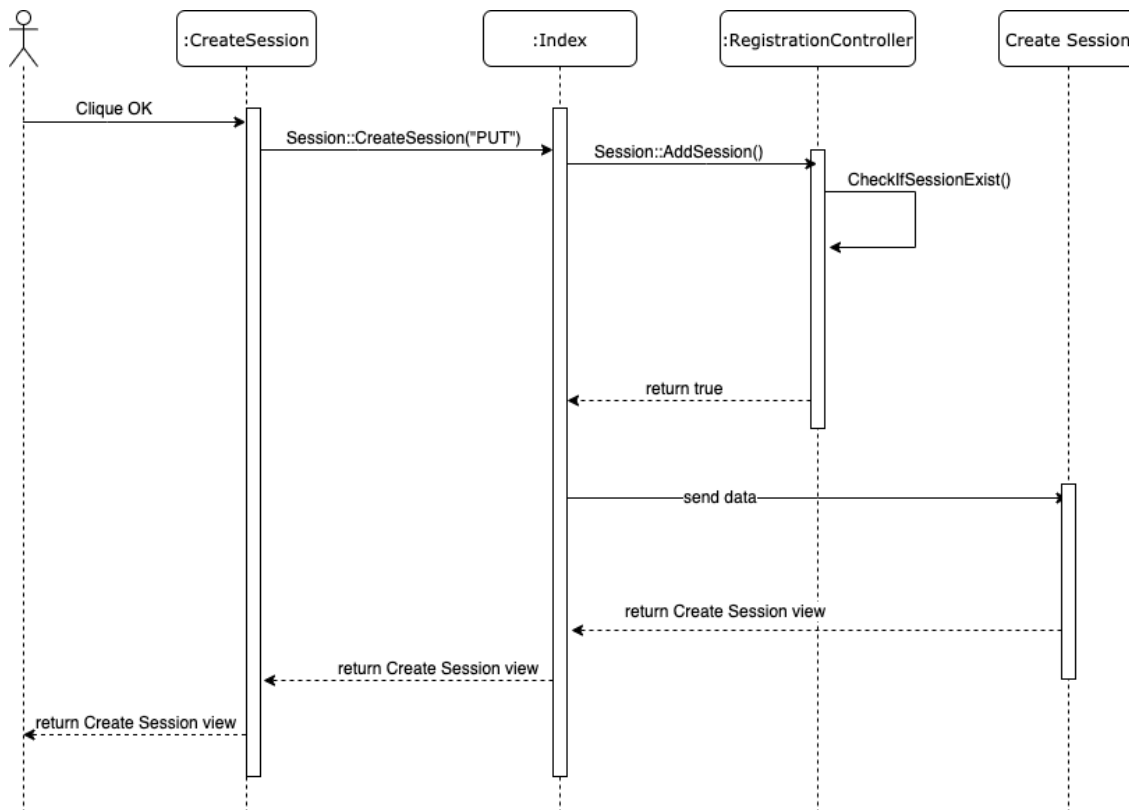 :CreateSession
:Index
:RegistrationController
Create Session
Clique OK
Session::CreateSession("PUT")
Session::AddSession()
CheckIfSessionExist()
return true
send data
return Create Session view
return Create Session view
return Create Session view